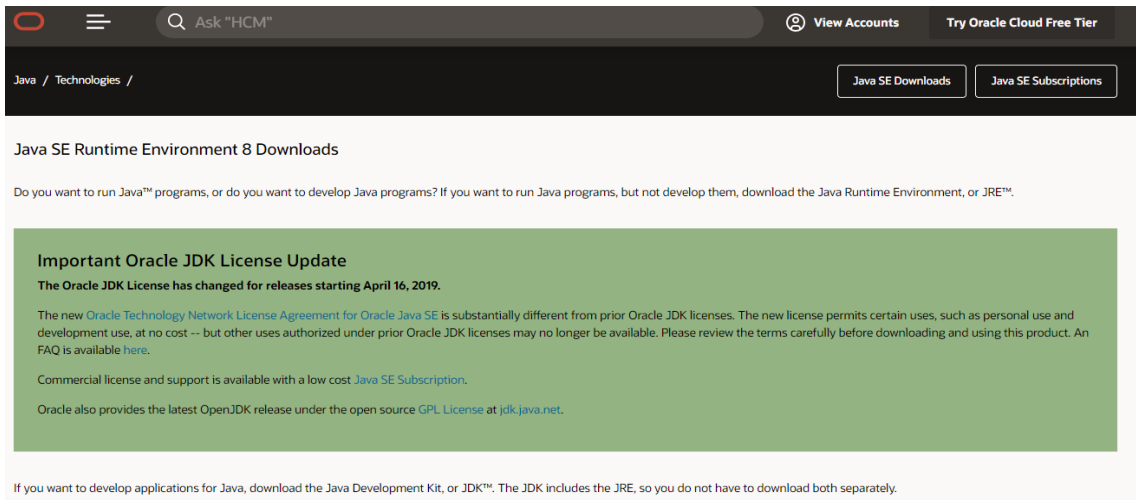 Ask "HCM"
View Accounts
Try Oracle Cloud Free Tier
Java / Technologies /
Java SE Downloads
Java SE Subscriptions
Java SE Runtime Environment 8 Downloads
Do you want to run Java™ programs, or do you want to develop Java programs? If you want to run Java programs, but not develop them, download the Java Runtime Environment, or JRE™.
Important Oracle JDK License Update
The Oracle JDK License has changed for releases starting April 16, 2019.
The new Oracle Technology Network License Agreement for Oracle Java SE is substantially different from prior Oracle JDK licenses. The new license permits certain uses, such as personal use and
development use, at no cost -- but other uses authorized under prior Oracle JDK licenses may no longer be available. Please review the terms carefully before downloading and using this product. An
FAQ is available here.
Commercial license and support is available with a low cost Java SE Subscription.
Oracle also provides the latest OpenJDK release under the open source GPL License at jdk.java.net.
If you want to develop applications for Java, download the Java Development Kit, or JDK™. The JDK includes the JRE, so you do not have to download both separately.